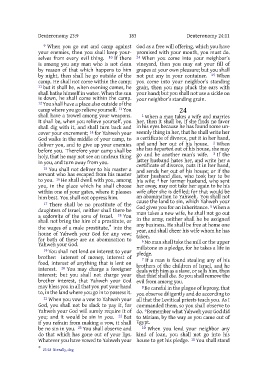 Deuteronomy 23:9
183
Deuteronomy 24:11
9 When you go out and camp against
your enemies, then you shall keep your-
selves from every evil thing. 10 If there
is among you any man who is not clean
by reason of that which happens to him
by night, then shall he go outside of the
camp. He shall not come within the camp;
11 but it shall be, when evening comes, he
shall bathe himself in water. When the sun
is down, he shall come within the camp.
12 You shall have a place also outside of the
camp where you go relieve yourself. 13 You
shall have a trowel among your weapons.
It shall be, when you relieve yourself, you
shall dig with it, and shall turn back and
cover your excrement; 14 for Yahweh your
God walks in the middle of your camp, to
deliver you, and to give up your enemies
before you. Therefore your camp shall be
holy, that he may not see an unclean thing
in you, and turn away from you.
15 You shall not deliver to his master a
servant who has escaped from his master
to you. 16 He shall dwell with you, among
you, in the place which he shall choose
within one of your gates, where it pleases
him best. You shall not oppress him.
17 There shall be no prostitute of the
daughters of Israel, neither shall there be
a sodomite of the sons of Israel. 18 You
shall not bring the hire of a prostitute, or
the wages of a male prostitute,* into the
house of Yahweh your God for any vow;
for both of these are an abomination to
Yahweh your God.
19 You shall not lend on interest to your
brother: interest of money, interest of
food, interest of anything that is lent on
interest. 20 You may charge a foreigner
interest; but you shall not charge your
brother interest, that Yahweh your God
may bless you in all that you put your hand
to, in the land where you go in to possess it.
21 When you vow a vow to Yahweh your
God, you shall not be slack to pay it, for
Yahweh your God will surely require it of
you; and it would be sin in you. 22 But
if you refrain from making a vow, it shall
be no sin in you. 23 You shall observe and
do that which has gone out of your lips.
Whatever you have vowed to Yahweh your
God as a free will offering, which you have
promised with your mouth, you must do.
24 When you come into your neighbor's
vineyard, then you may eat your fill of
grapes at your own pleasure; but you shall
not put any in your container. 25 When
you come into your neighbor's standing
grain, then you may pluck the ears with
your hand; but you shall not use a sickle on
your neighbor's standing grain.
24
1 When a man takes a wife and marries
her, then it shall be, if she finds no favor
in his eyes because he has found some un-
seemly thing in her, that he shall write her
a certificate of divorce, put it in her hand,
and send her out of his house. 2 When
she has departed out of his house, she may
go and be another man's wife. 3 If the
latter husband hates her, and write her a
certificate of divorce, puts it in her hand,
and sends her out of his house; or if the
latter husband dies, who took her to be
his wife; 4 her former husband, who sent
her away, may not take her again to be his
wife after she is defiled; for that would be
an abomination to Yahweh. You shall not
cause the land to sin, which Yahweh your
God gives you for an inheritance. 5 When a
man takes a new wife, he shall not go out
in the army, neither shall he be assigned
any business. He shall be free at home one
year, and shall cheer his wife whom he has
taken.
6 No man shall take the mill or the upper
millstone as a pledge, for he takes a life in
pledge.
7 If a man is found stealing any of his
brothers of the children of Israel, and he
deals with him as a slave, or sells him, then
that thief shall die. So you shall remove the
evil from among you.
8 Be careful in the plague of leprosy, that
you observe diligently and do according to
all that the Levitical priests teach you. As I
commanded them, so you shall observe to
do. 9 Remember what Yahweh your God did
to Miriam, by the way as you came out of
Egypt.
10 When you lend your neighbor any
kind of loan, you shall not go into his
house to get his pledge. 11 You shall stand
* 23:18 literally, dog